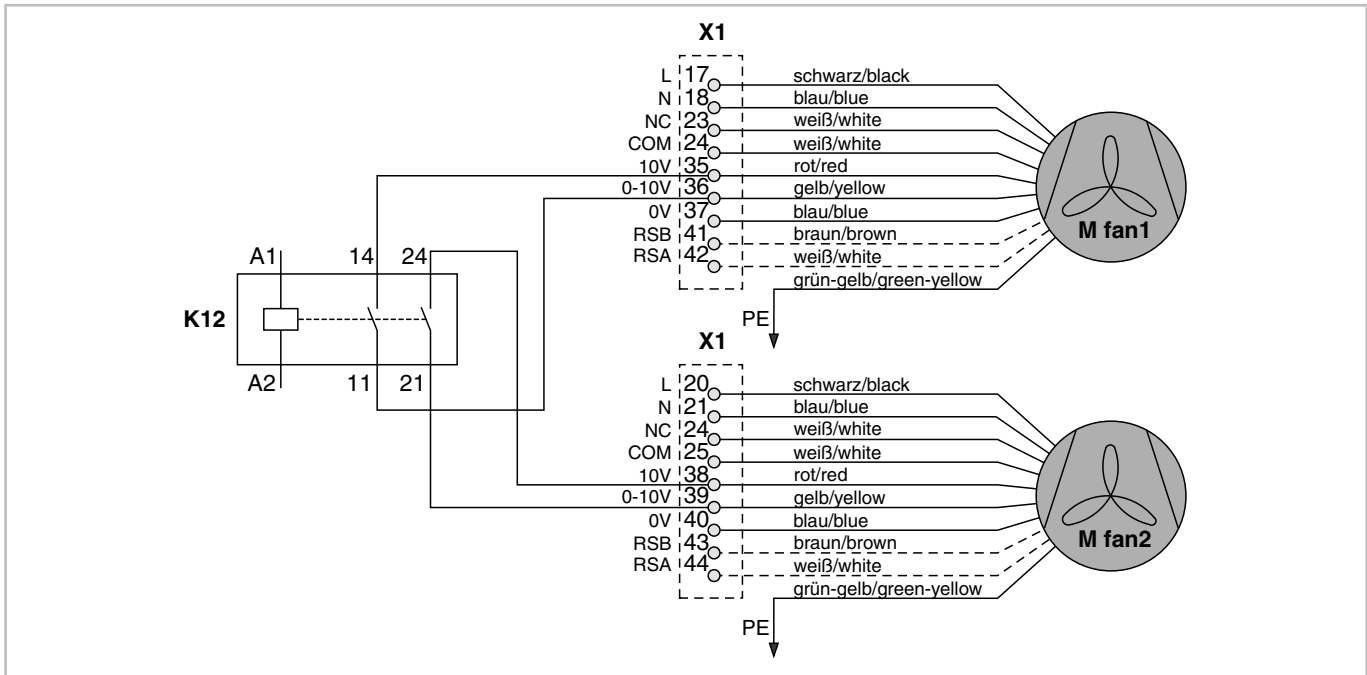 X1
L 17 schwarz/black
N 18 blau/blue
NC 23 weiß/white
COM 24 weiß/white
10V 35 rot/red
0-10V 36 gelb/yellow
0V 37 blau/blue
RSB 41 braun/brown
RSA 42 weiß/white
grün-gelb/green-yellow
PE
M fan1
A1 14 24
K12
A2 11 21
X1
L 20 schwarz/black
N 21 blau/blue
NC 24 weiß/white
COM 25 weiß/white
10V 38 rot/red
0-10V 39 gelb/yellow
0V 40 blau/blue
RSB 43 braun/brown
RSA 44 weiß/white
grün-gelb/green-yellow
PE
M fan2